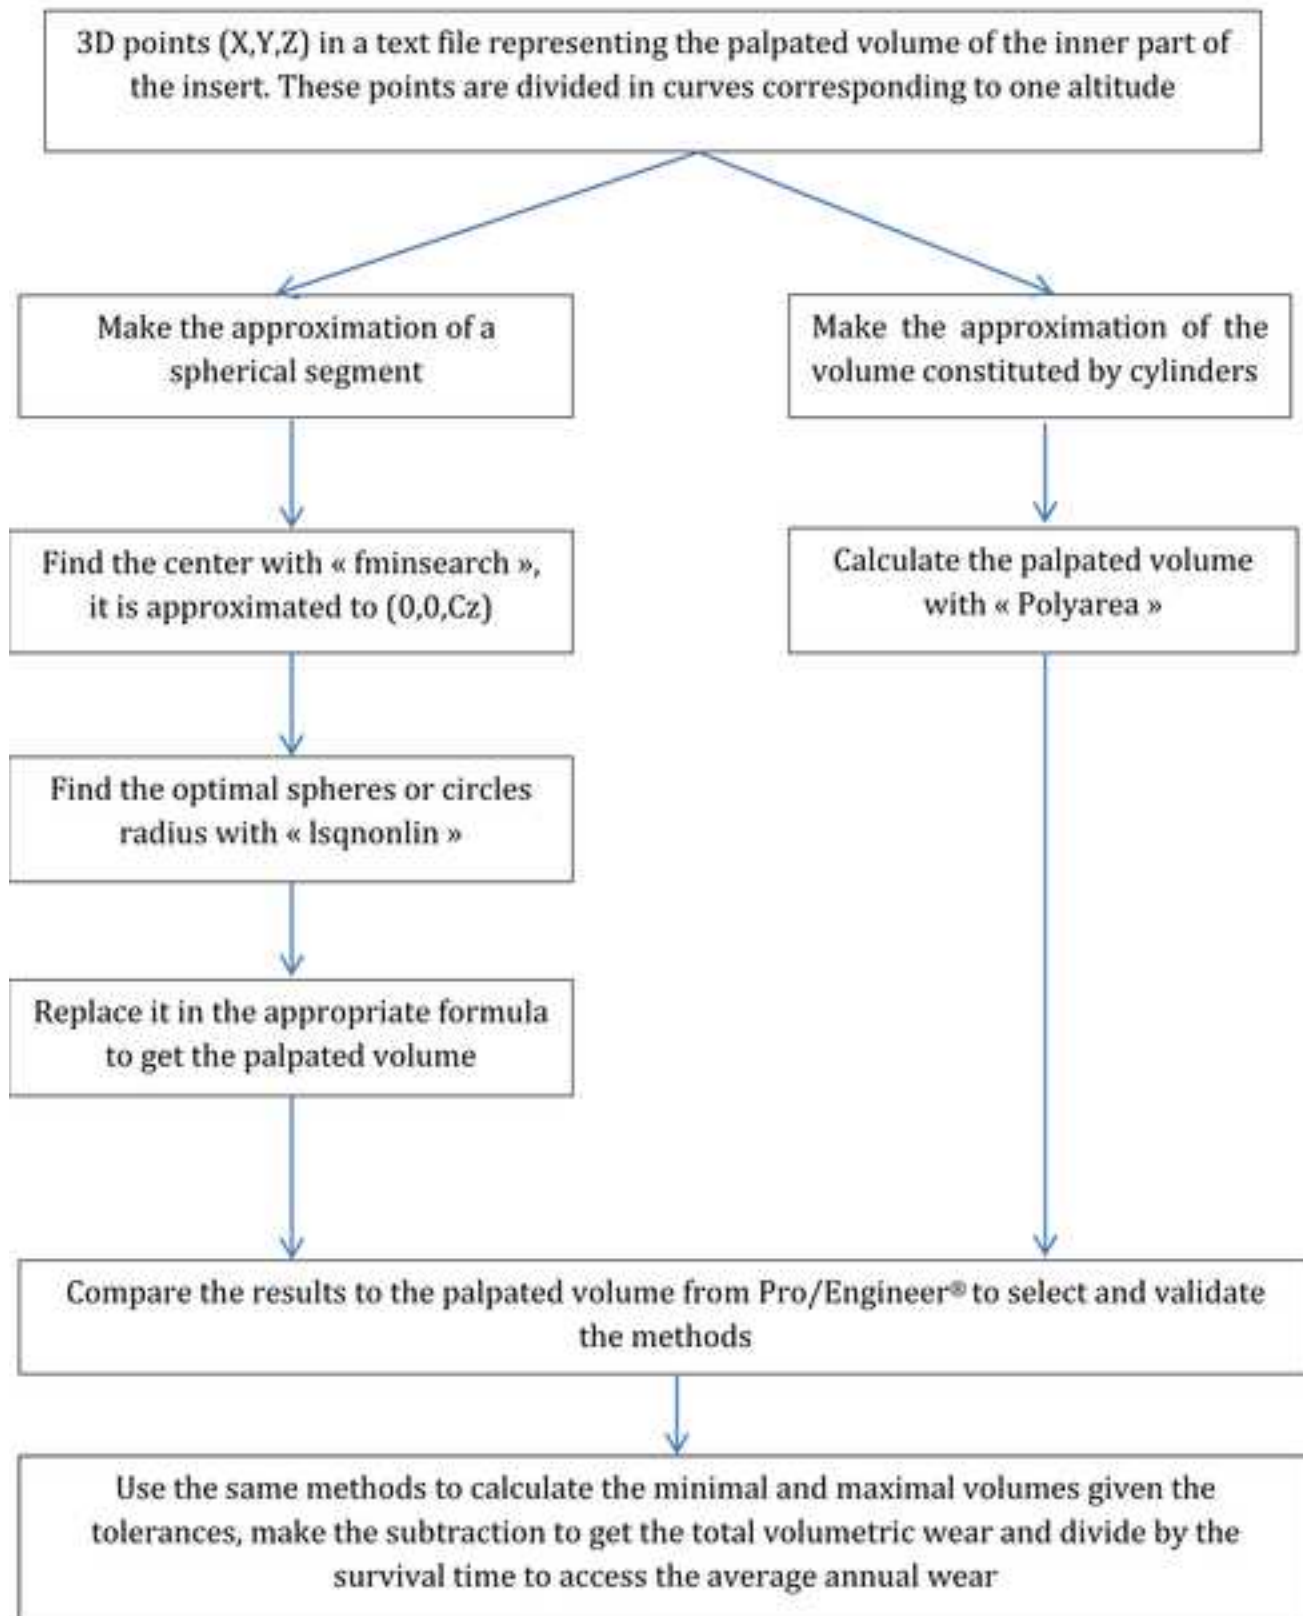 3D points (X,Y,Z) in a text file representing the palpated volume of the inner part of
the insert. These points are divided in curves corresponding to one altitude
Make the approximation of a
spherical segment
Make the approximation of the
volume constituted by cylinders
Find the center with « fminsearch »,
it is approximated to (0,0,Cz)
Calculate the palpated volume
with « Polyarea »
Find the optimal spheres or circles
radius with « lsqnonlin »
Replace it in the appropriate formula
to get the palpated volume
Compare the results to the palpated volume from Pro/Engineer® to select and validate
the methods
Use the same methods to calculate the minimal and maximal volumes given the
tolerances, make the subtraction to get the total volumetric wear and divide by the
survival time to access the average annual wear